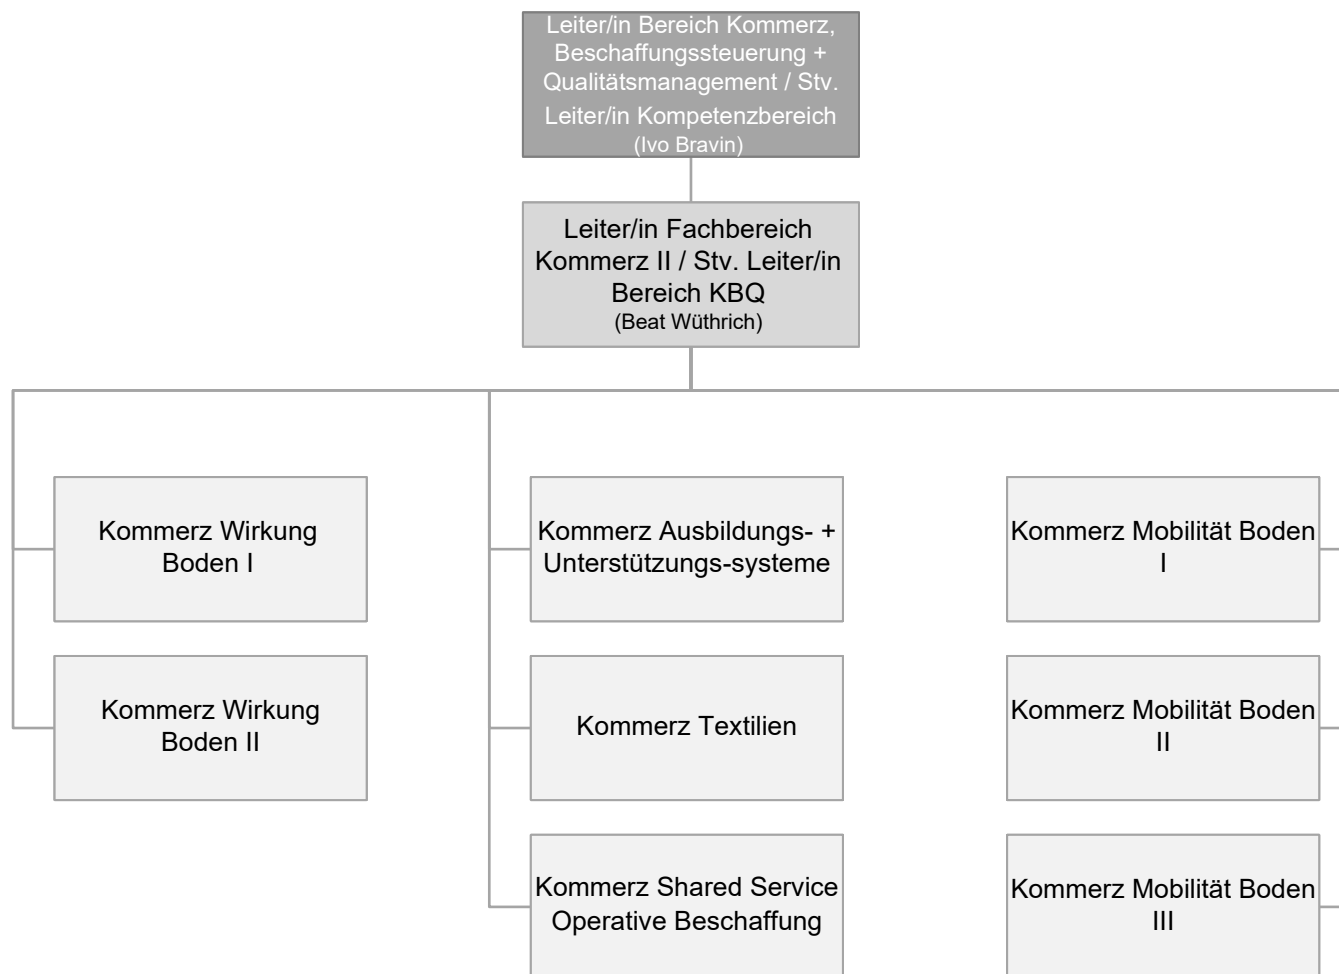 Leiter/in Bereich Kommerz,
Beschaffungssteuerung +
Qualitätsmanagement / Stv.
Leiter/in Kompetenzbereich
(Ivo Bravin)
Leiter/in Fachbereich
Kommerz II / Stv. Leiter/in
Bereich KBQ
(Beat Wüthrich)
Kommerz Wirkung
Boden I
Kommerz Ausbildungs- +
Unterstützungs-systeme
Kommerz Mobilität Boden
I
Kommerz Wirkung
Boden II
Kommerz Textilien
Kommerz Mobilität Boden
II
Kommerz Shared Service
Operative Beschaffung
Kommerz Mobilität Boden
III